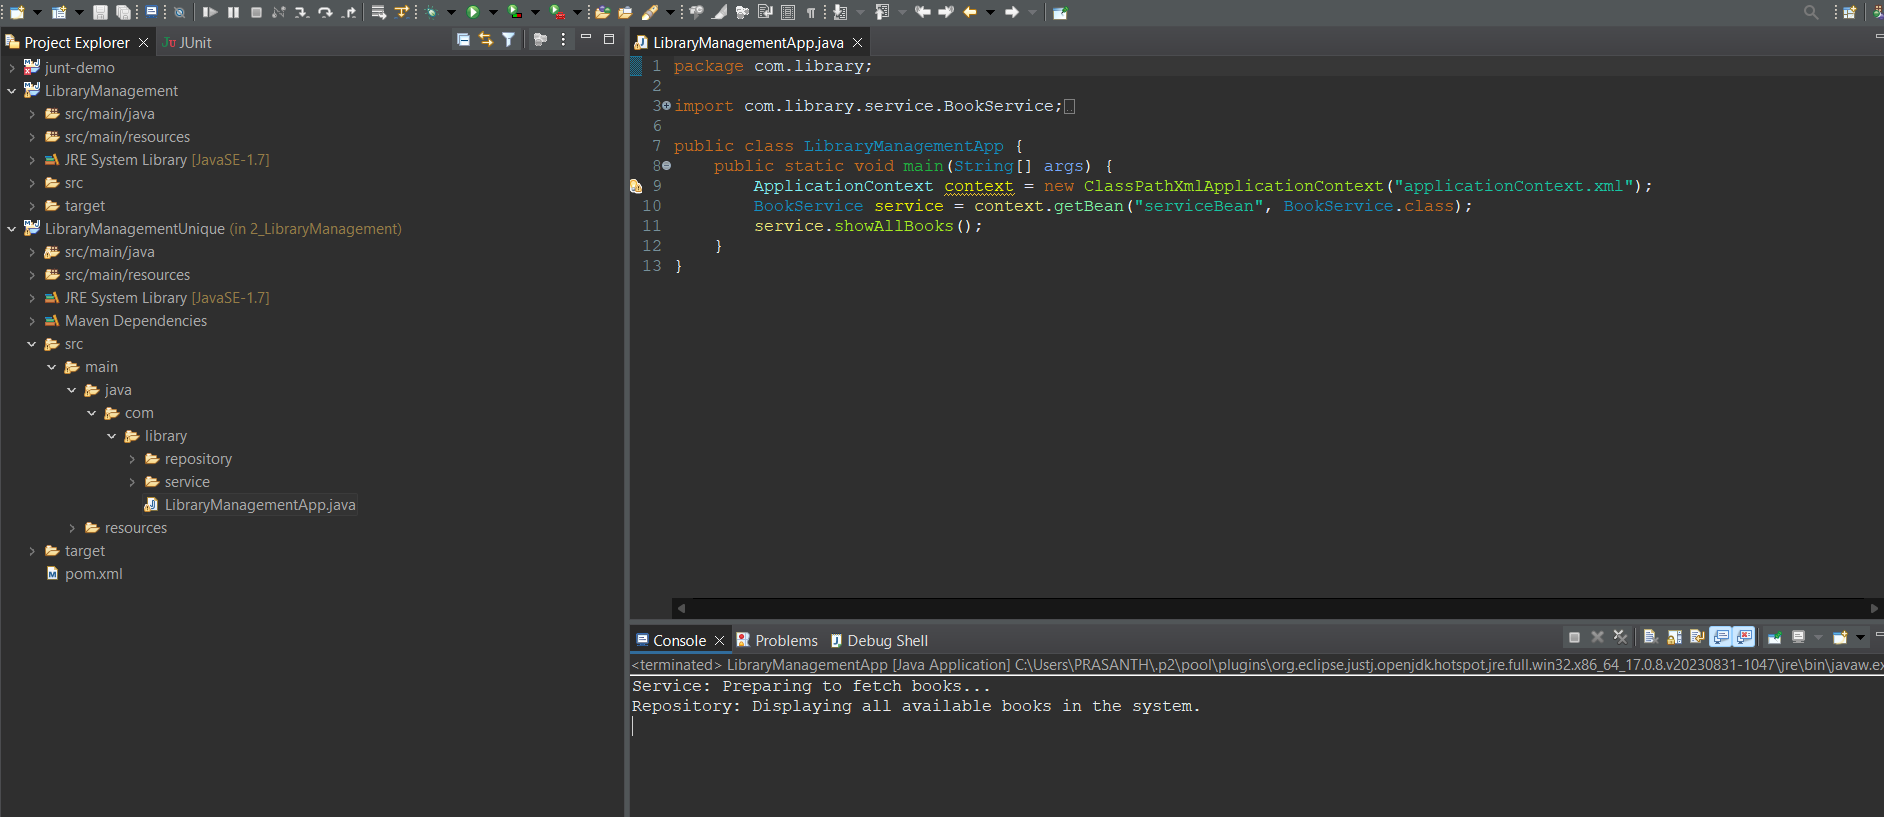 Project Explorer JUnit
junt-demo
LibraryManagement
src/main/java
src/main/resources
JRE System Library [JavaSE-1.7]
src
target
LibraryManagementUnique (in 2_LibraryManagement)
src/main/java
src/main/resources
JRE System Library [JavaSE-1.7]
Maven Dependencies
src
main
java
com
library
repository
service
LibraryManagementApp.java
resources
target
pom.xml
LibraryManagementApp.java
1 package com.library;
2
3 import com.library.service.BookService;
6
7 public class LibraryManagementApp {
8     public static void main(String[] args) {
9         ApplicationContext context = new ClassPathXmlApplicationContext("applicationContext.xml");
10         BookService service = context.getBean("serviceBean", BookService.class);
11         service.showAllBooks();
12     }
13 }
Console Problems Debug Shell
<terminated> LibraryManagementApp [Java Application] C:\Users\PRASANTH\.p2\pool\plugins\org.eclipse.justj.openjdk.hotspot.jre.full.win32.x86_64_17.0.8.v20230831-1047\jre\bin\javaw.ex
Service: Preparing to fetch books...
Repository: Displaying all available books in the system.